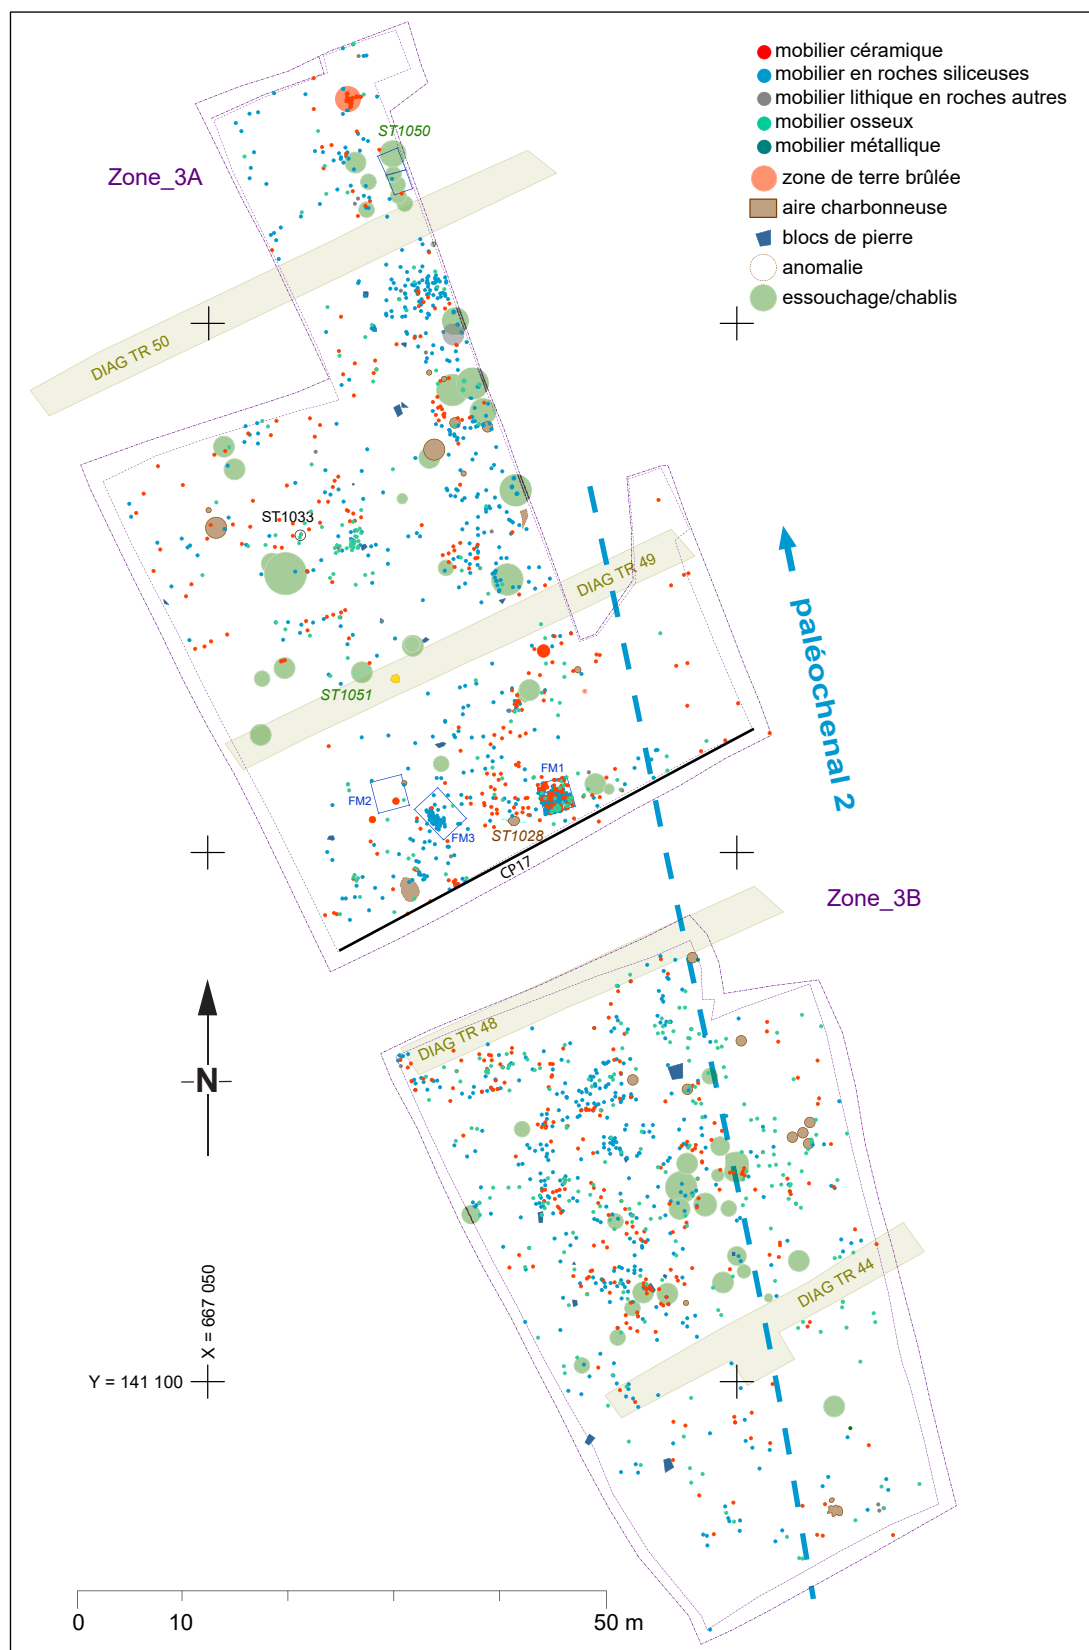 mobilier céramique
mobilier en roches siliceuses
mobilier lithique en roches autres
mobilier osseux
mobilier métallique
zone de terre brûlée
aire charbonneuse
blocs de pierre
anomalie
essouchage/chablis
ST1050
Zone_3A
DIAG TR 50
ST1033
DIAG TR 49
paléochenal 2
ST1051
FM1
FM2
FM3
ST1028
CP17
Zone_3B
DIAG TR 48
N
DIAG TR 44
X = 667 050
Y = 141 100
0 10 50 m